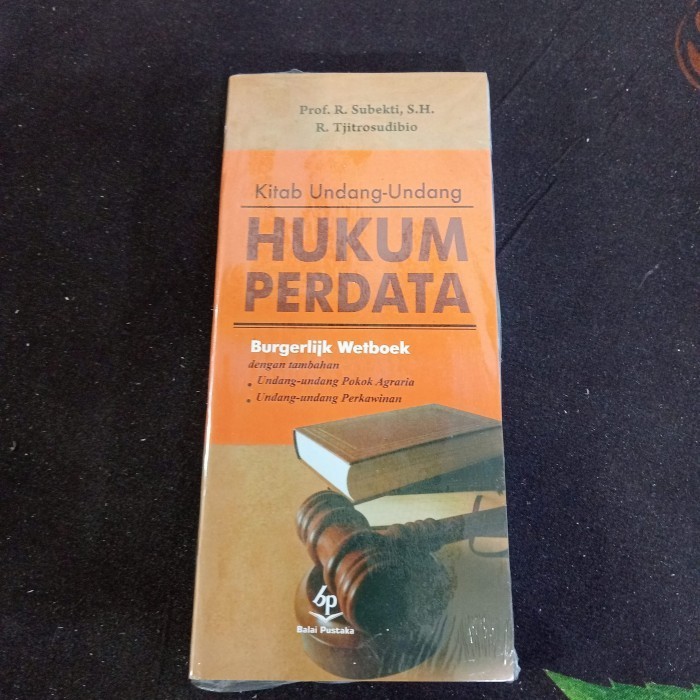 Prof. R. Subekti, S.H.
R. Tjitrosudibio
Kitab Undang-Undang
HUKUM
PERDATA
Burgerlijk Wetboek
dengan tambahan
• Undang-undang Pokok Agraria
• Undang-undang Perkawinan
bp
Balai Pustaka